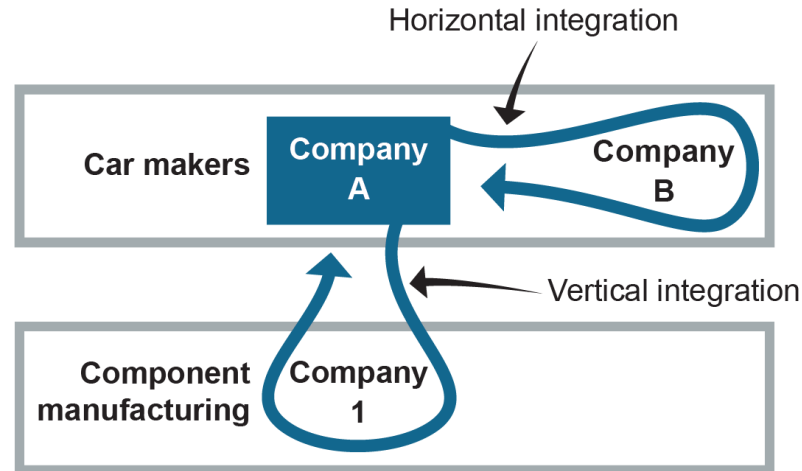 Horizontal integration
Car makers
Company
A
Company
B
Vertical integration
Component
manufacturing
Company
1